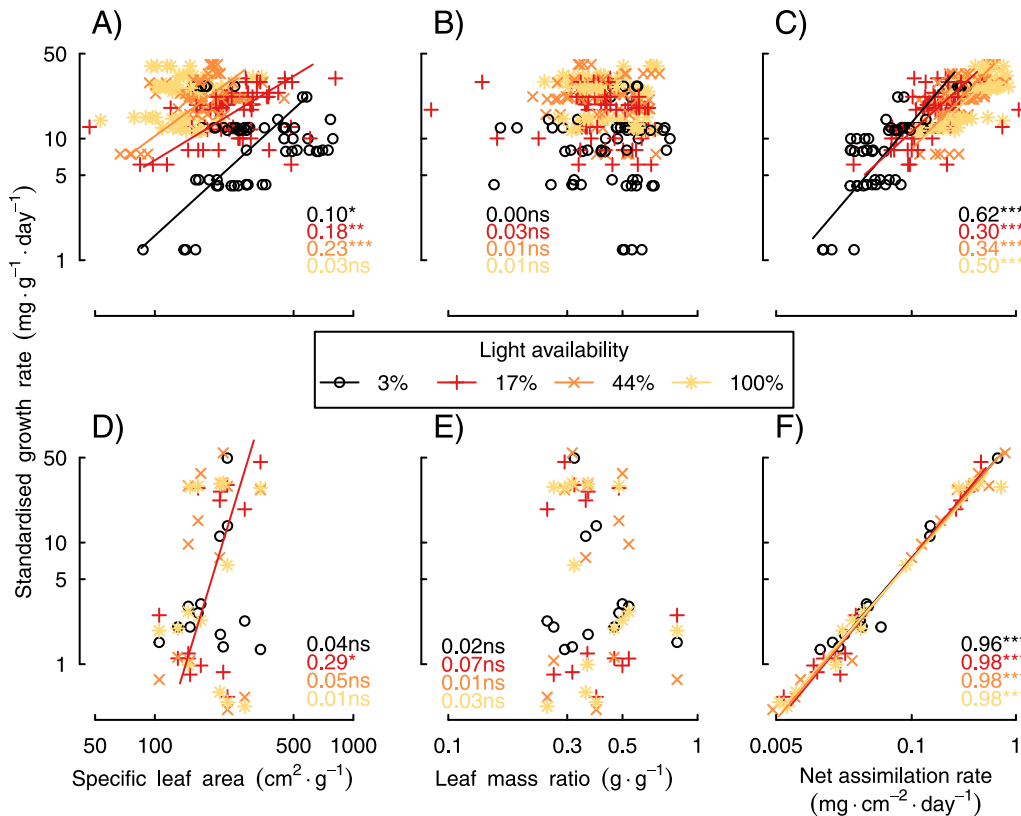 A)
B)
C)
50
10
5
1
0.10*
0.18**
0.23***
0.03ns
0.00ns
0.03ns
0.01ns
0.01ns
0.62***
0.30***
0.34***
0.50***
Light availability
3% 17% 44% 100%
Standardised growth rate (mg · g⁻¹ · day⁻¹)
D)
E)
F)
50
10
5
1
0.04ns
0.29*
0.05ns
0.01ns
0.02ns
0.07ns
0.01ns
0.03ns
0.96***
0.98***
0.98***
0.98***
50 100 500 1000
0.1 0.3 0.5 1
0.005 0.1 1
Specific leaf area (cm² · g⁻¹)
Leaf mass ratio (g · g⁻¹)
Net assimilation rate
(mg · cm⁻² · day⁻¹)